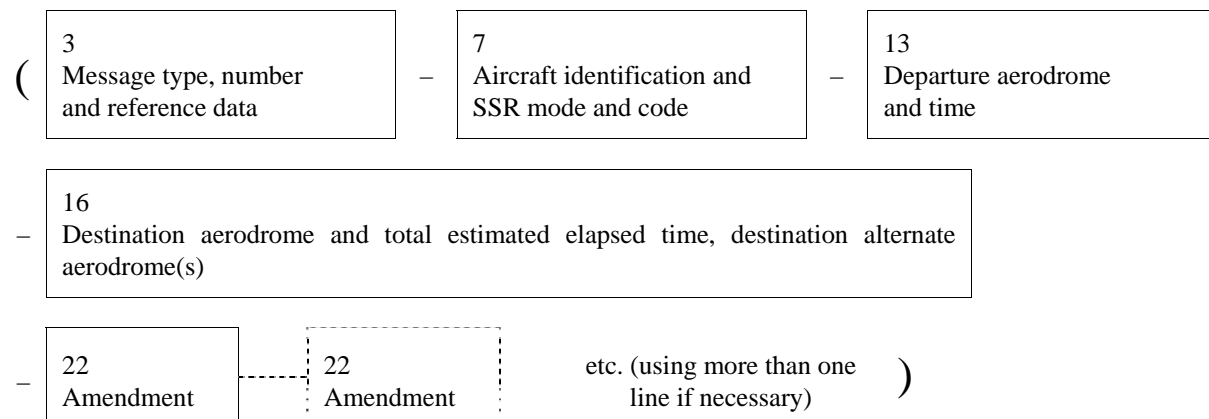 ( 3 7 13
Message type, number – Aircraft identification and – Departure aerodrome
and reference data SSR mode and code and time
16
– Destination aerodrome and total estimated elapsed time, destination alternate
aerodrome(s)
– 22 22 etc. (using more than one )
Amendment Amendment line if necessary)